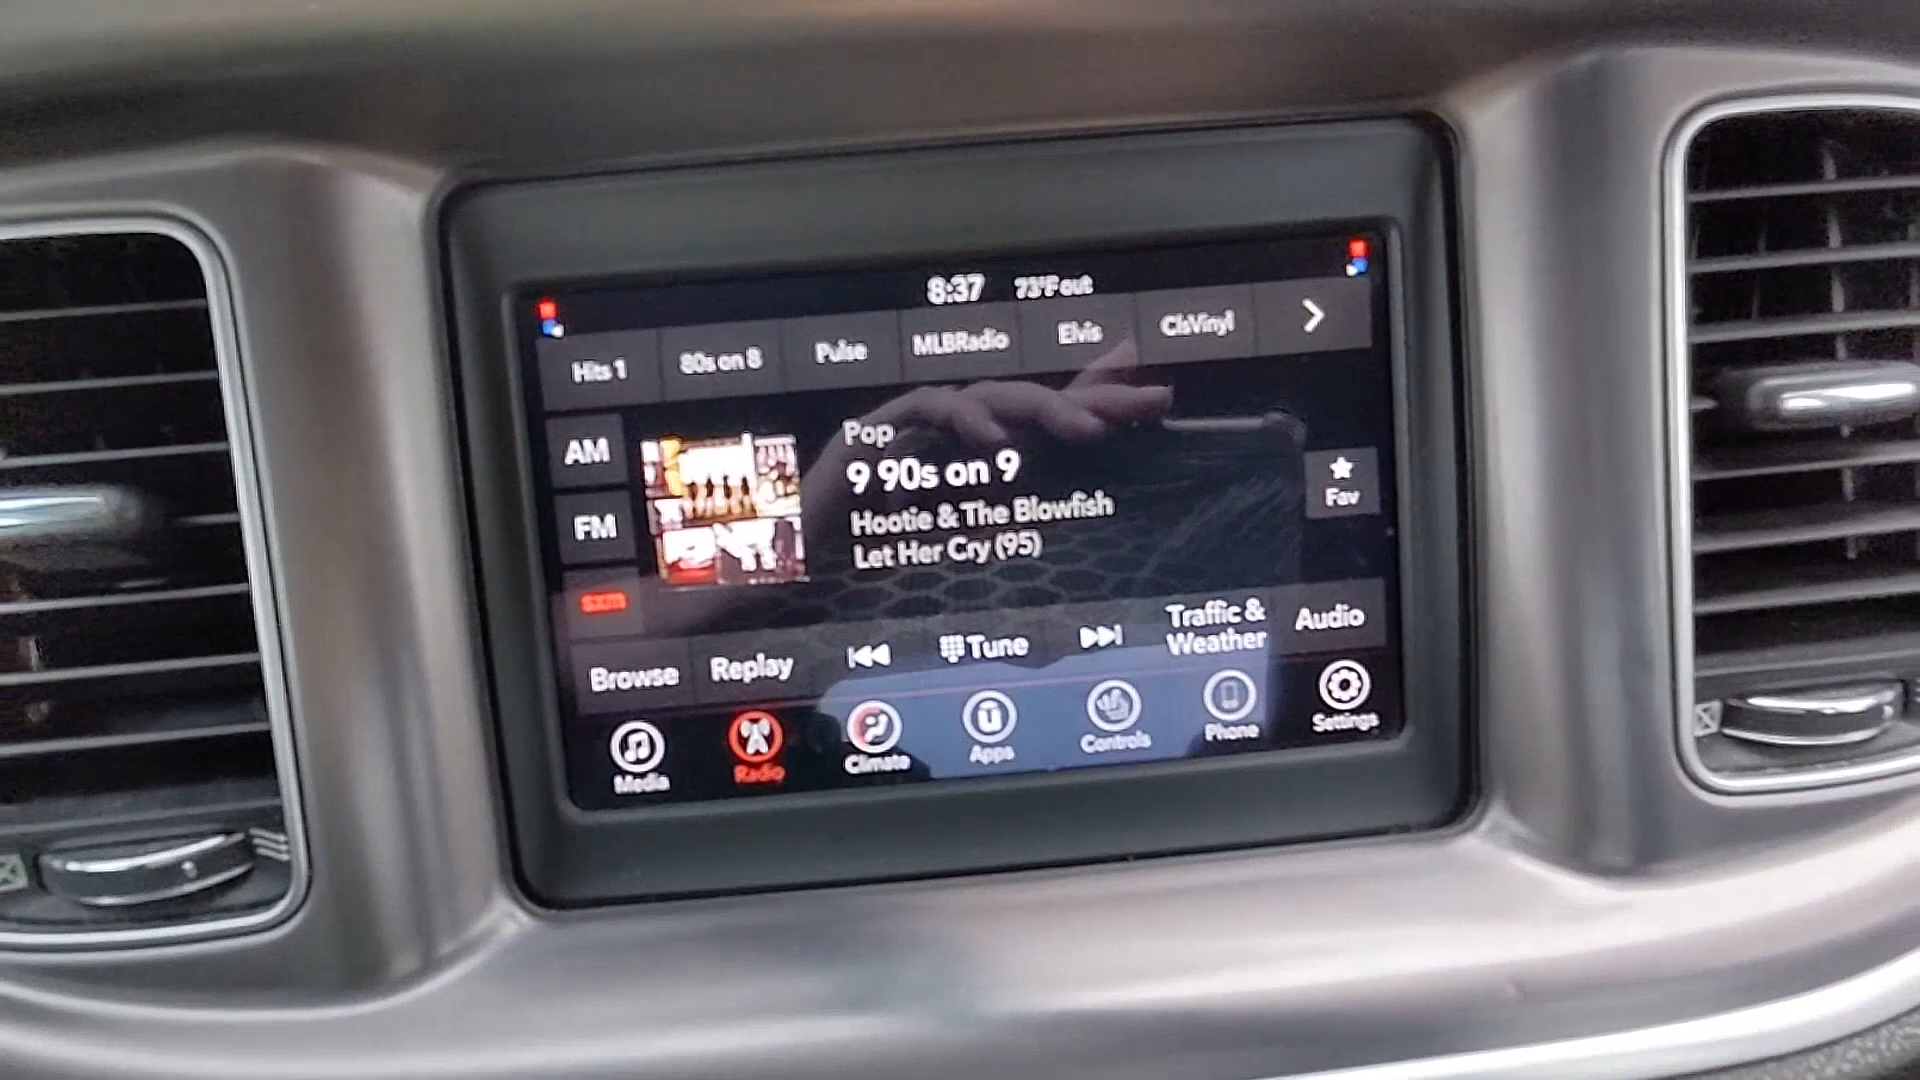 8:37 73°F out
Hits 1 80s on 8 Pulse MLBRadio Elvis ClsVinyl
AM
FM
sxm
Pop
9 90s on 9
Hootie & The Blowfish
Let Her Cry (95)
Fav
Browse Replay Tune Traffic & Weather Audio
Media Radio Climate Apps Controls Phone Settings